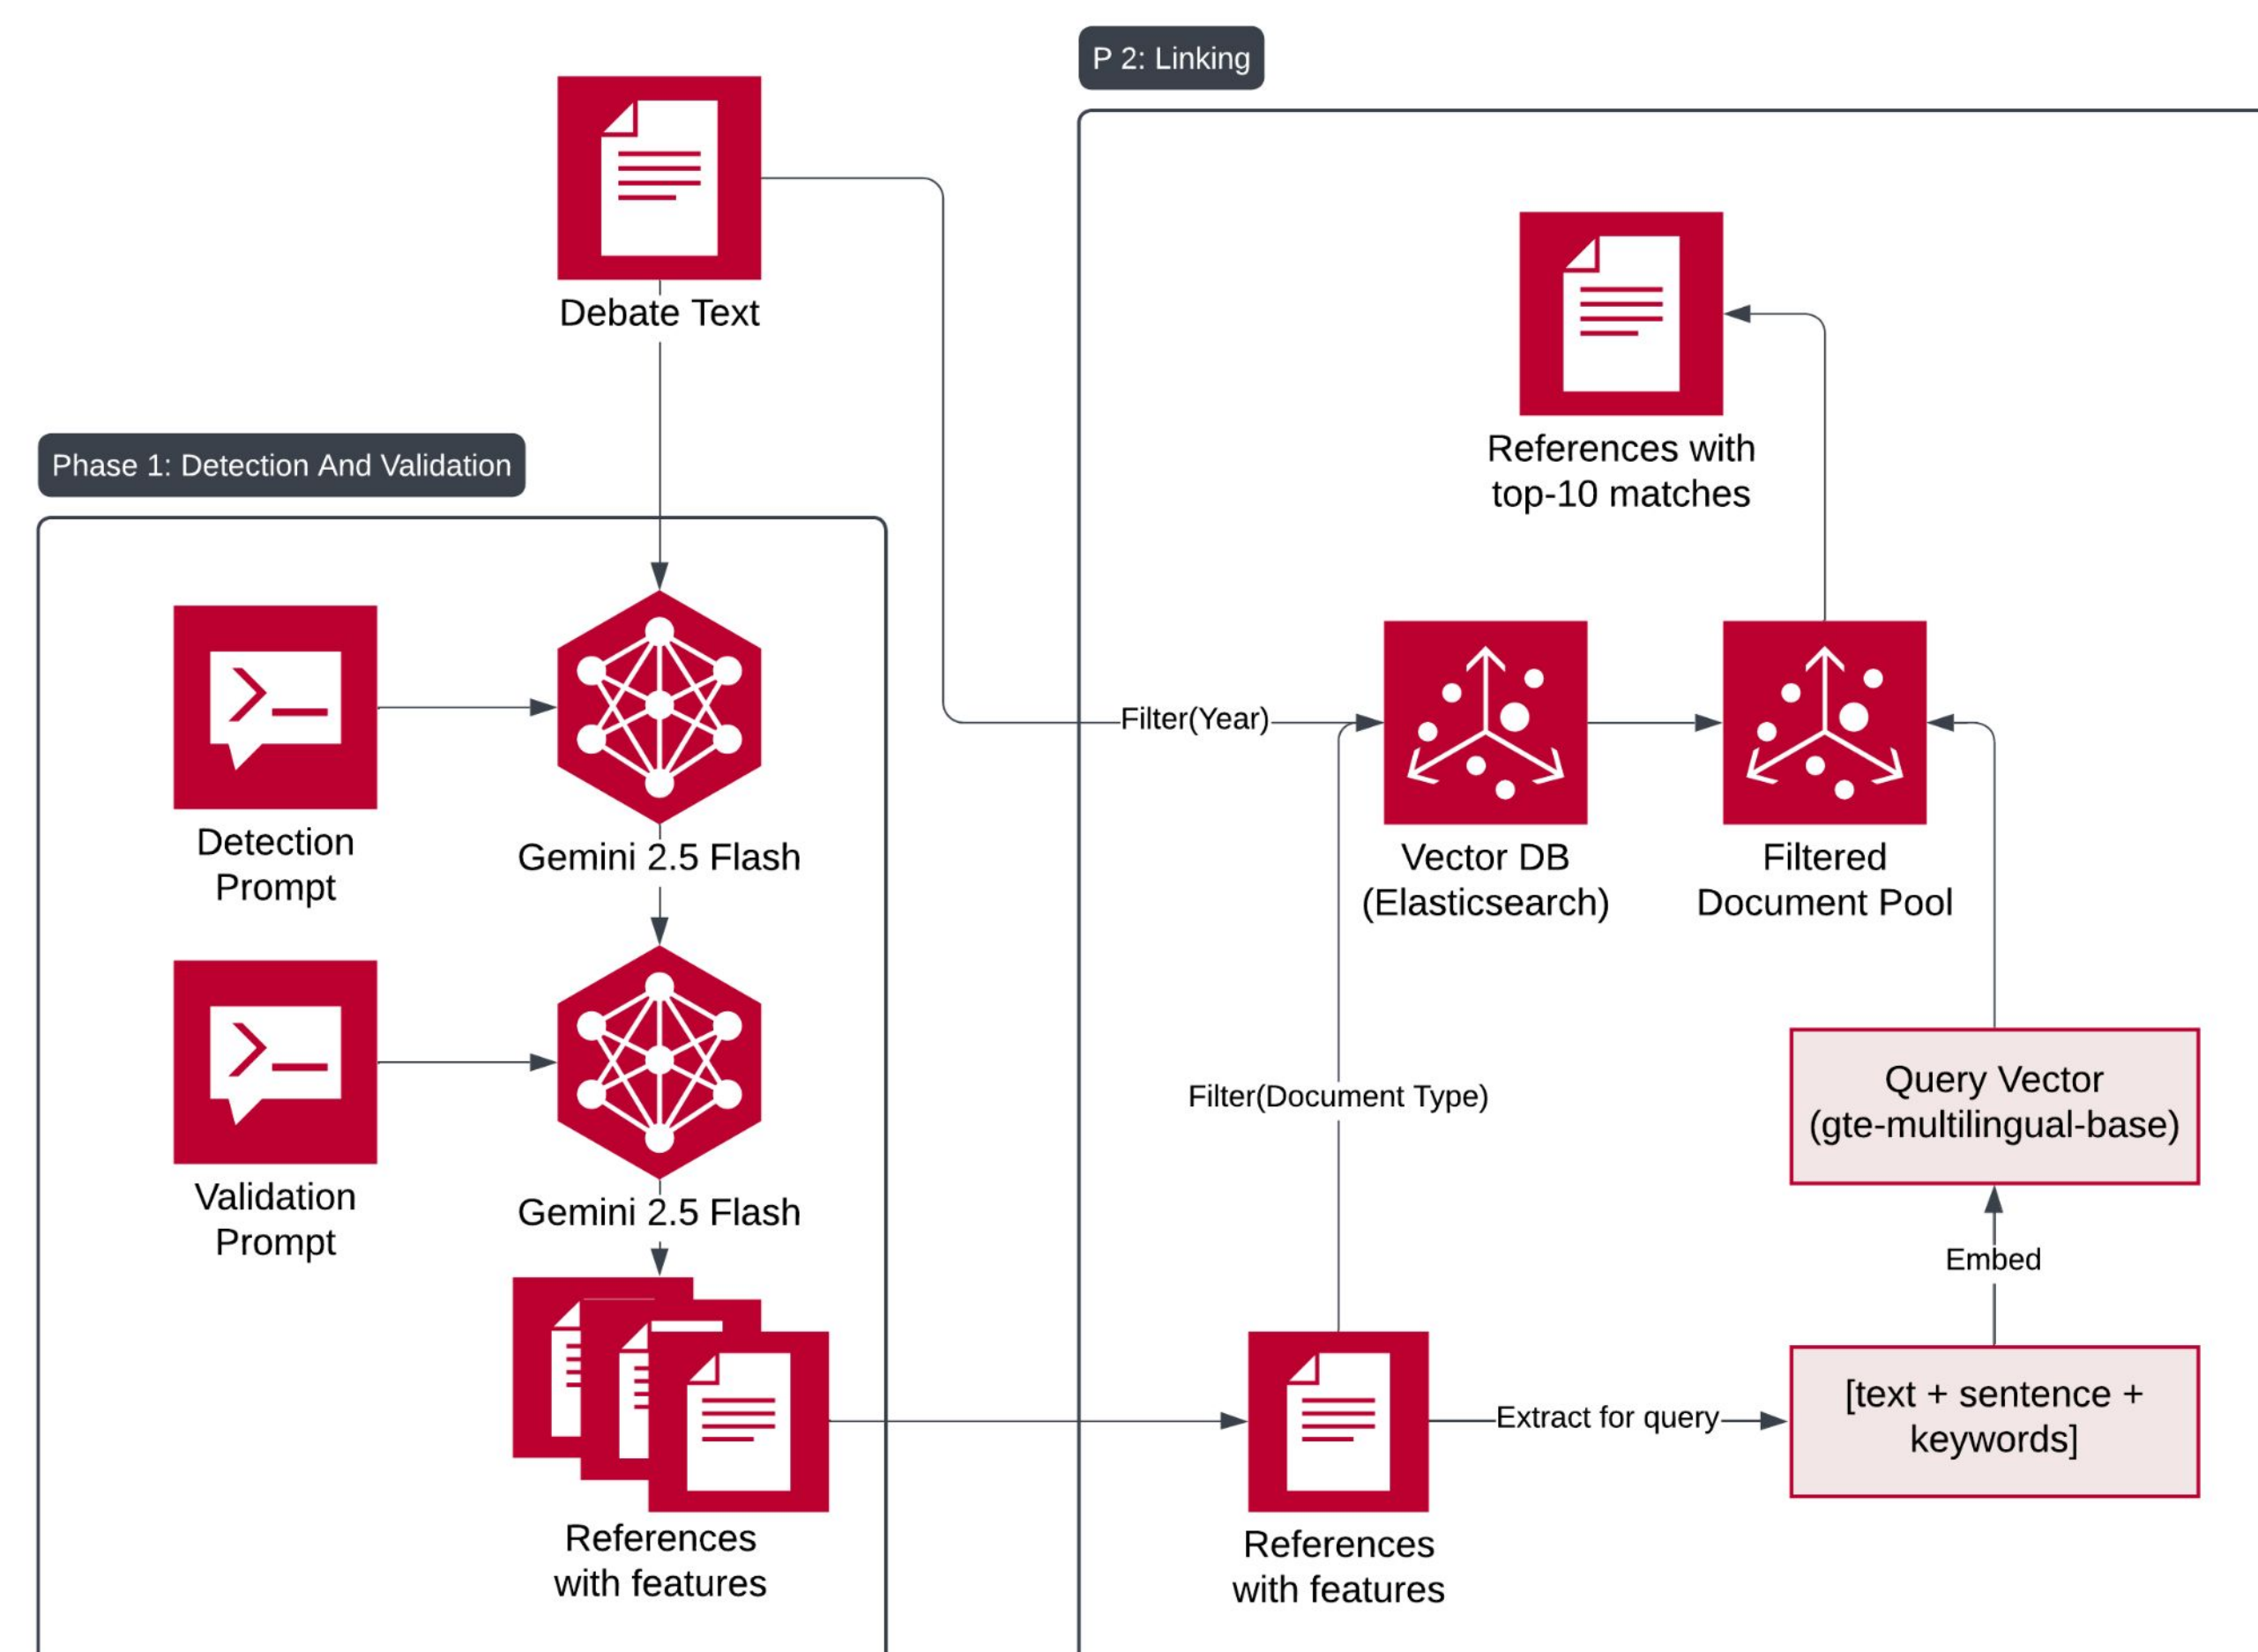 P 2: Linking
Debate Text
Phase 1: Detection And Validation
Detection
Prompt
Gemini 2.5 Flash
Validation
Prompt
Gemini 2.5 Flash
References
with features
References with
top-10 matches
Filter(Year)
Vector DB
(Elasticsearch)
Filtered
Document Pool
Filter(Document Type)
Query Vector
(gte-multilingual-base)
Embed
[text + sentence +
keywords]
Extract for query
References
with features